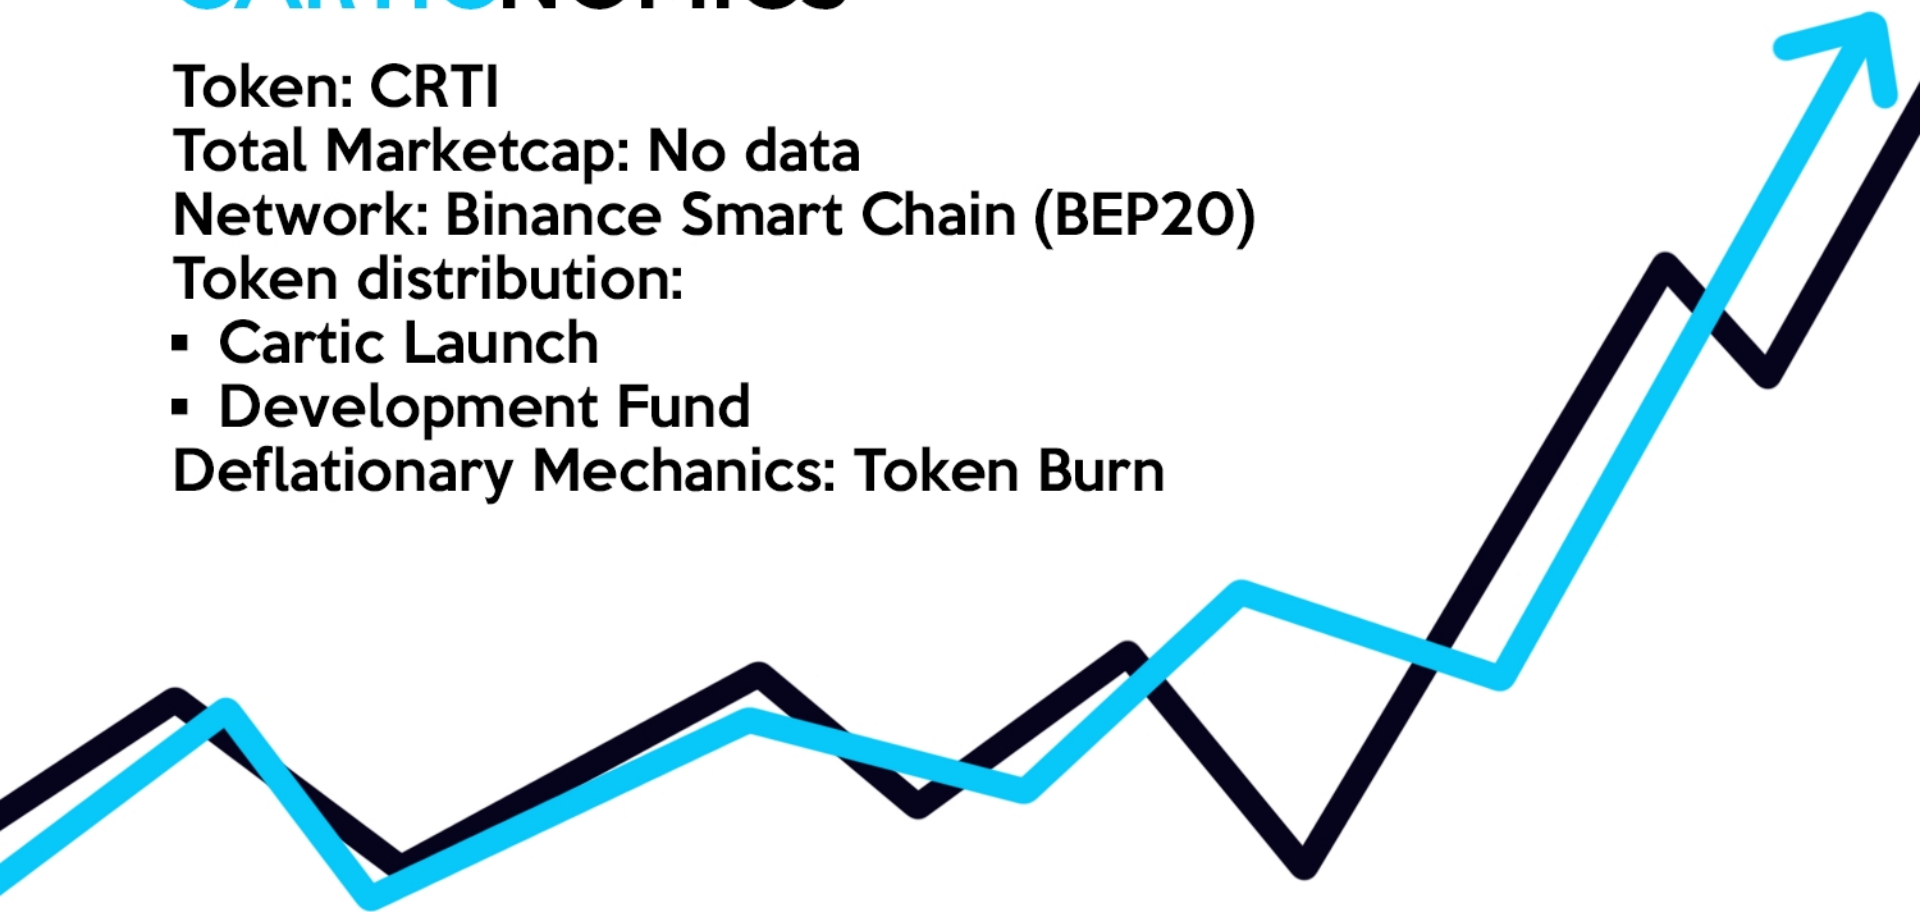 CARTICNOMICS
Token: CRTI
Total Marketcap: No data
Network: Binance Smart Chain (BEP20)
Token distribution:
▪ Cartic Launch
▪ Development Fund
Deflationary Mechanics: Token Burn